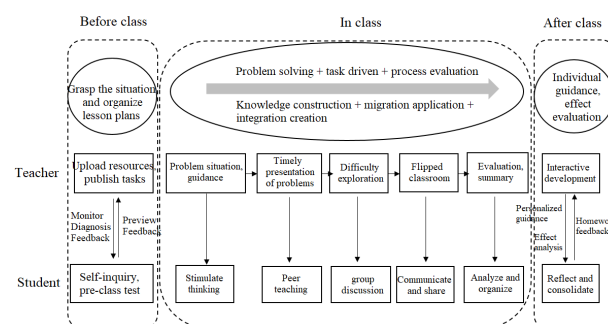 Before class
In class
After class
Grasp the situation,
and organize
lesson plans
Problem solving + task driven + process evaluation
Knowledge construction + migration application +
integration creation
Individual
guidance,
effect
evaluation
Teacher
Upload resources,
publish tasks
Problem situation,
guidance
Timely
presentation
of problems
Difficulty
exploration
Flipped
classroom
Evaluation,
summary
Interactive
development
Monitor
Diagnosis
Feedback
Preview
Feedback
Personalized
guidance
Effect
analysis
Homework
feedback
Student
Self-inquiry,
pre-class test
Stimulate
thinking
Peer
teaching
group
discussion
Communicate
and share
Analyze and
organize
Reflect and
consolidate